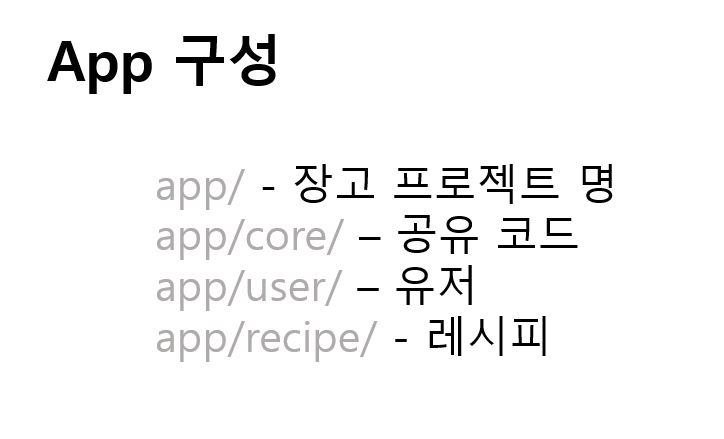 App 구성
app/ - 장고 프로젝트 명
app/core/ – 공유 코드
app/user/ – 유저
app/recipe/ - 레시피